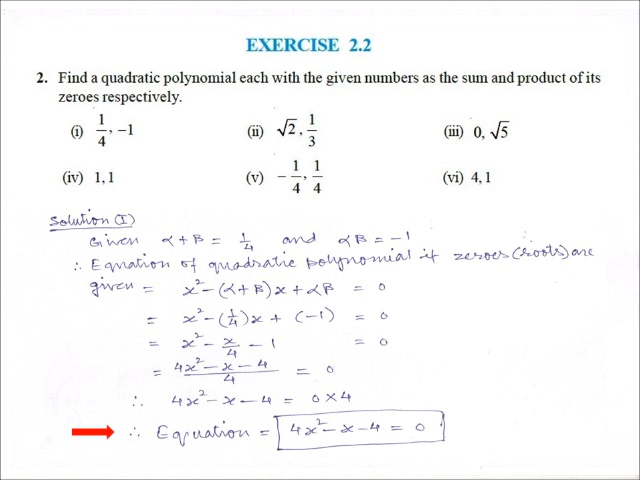 EXERCISE 2.2
2. Find a quadratic polynomial each with the given numbers as the sum and product of its
zeroes respectively.
(i) 1/4, −1 (ii) √2, 1/3 (iii) 0, √5
(iv) 1, 1 (v) −1/4, 1/4 (vi) 4, 1
Solution (I)
Given α+β = 1/4 and αβ = −1
∴ Equation of quadratic polynomial if zeroes (roots) are
given = x² − (α+β)x + αβ = 0
= x² − (1/4)x + (−1) = 0
= x² − x/4 − 1 = 0
= 4x² − x − 4 / 4 = 0
∴ 4x² − x − 4 = 0 × 4
∴ Equation = 4x² − x − 4 = 0